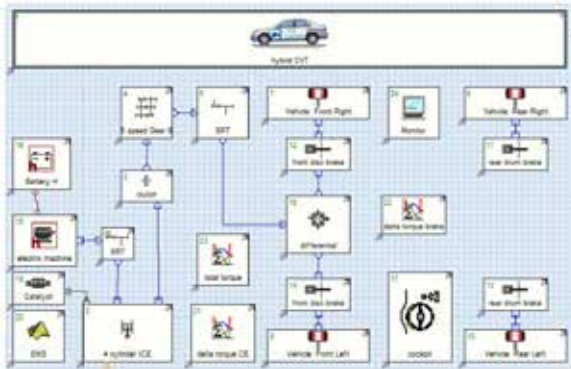 hybrid CVT
5 speed Gear B
SRT
Vehicle Front Right
Monitor
Vehicle Rear Right
Battery H
front disc brake
rear drum brake
electric machine
SRT
differential
delta torque brake
total torque
Catalyst
front disc brake
rear drum brake
EMS
4 cylinder ICE
delta torque CE
Vehicle Front Left
cockpit
Vehicle Rear Left